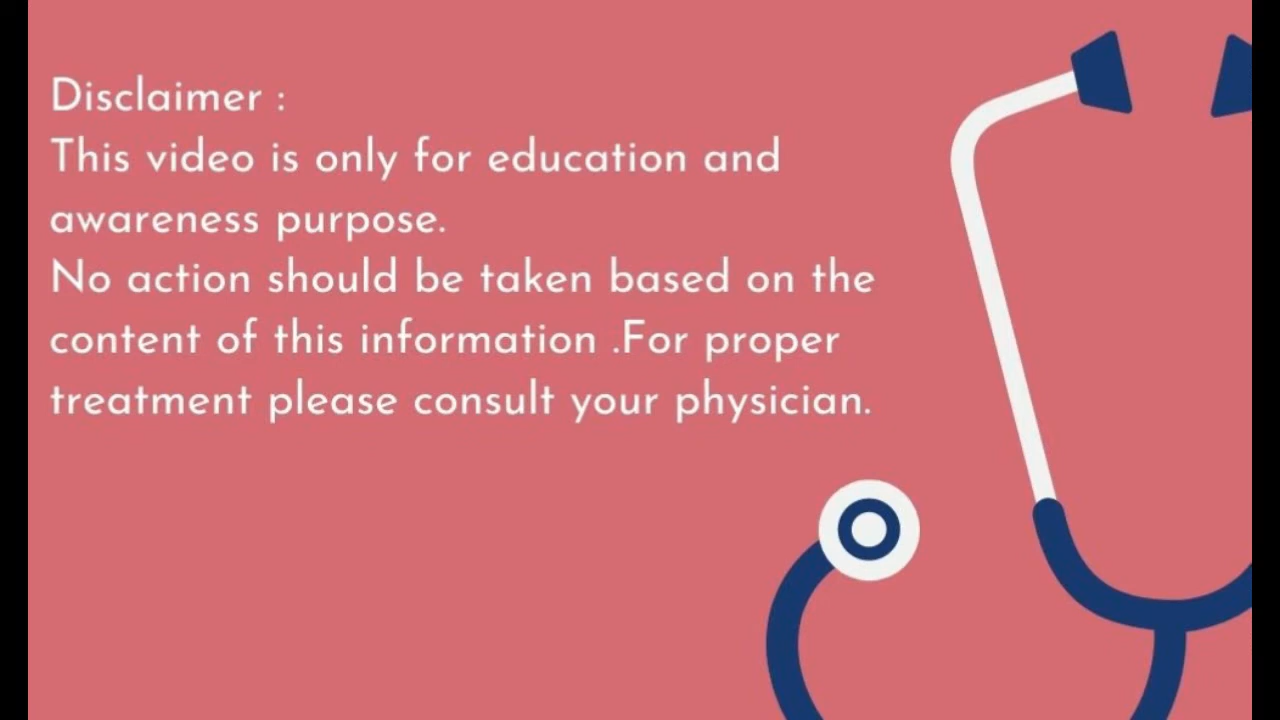 Disclaimer :
This video is only for education and
awareness purpose.
No action should be taken based on the
content of this information .For proper
treatment please consult your physician.